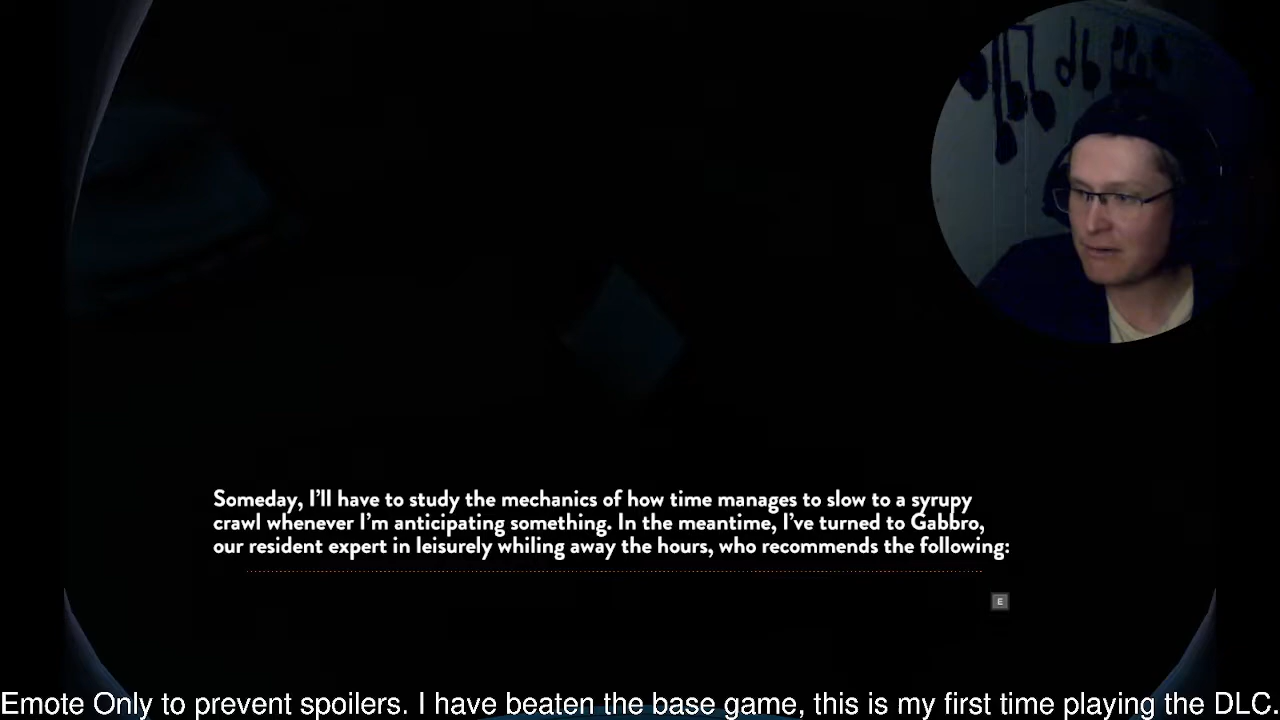 Someday, I'll have to study the mechanics of how time manages to slow to a syrupy
crawl whenever I'm anticipating something. In the meantime, I've turned to Gabbro,
our resident expert in leisurely whiling away the hours, who recommends the following:
E
Emote Only to prevent spoilers. I have beaten the base game, this is my first time playing the DLC.